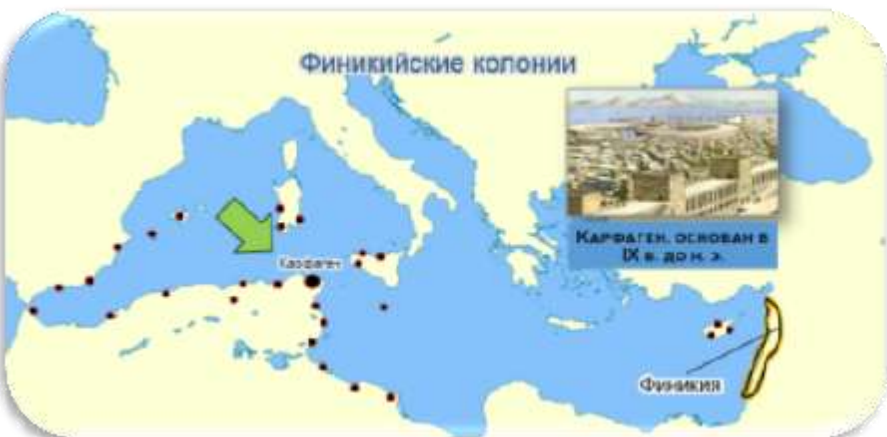 Финикийские колонии
Карфаген, основан в
IX в. до н. э.
Карфаген
Финикия